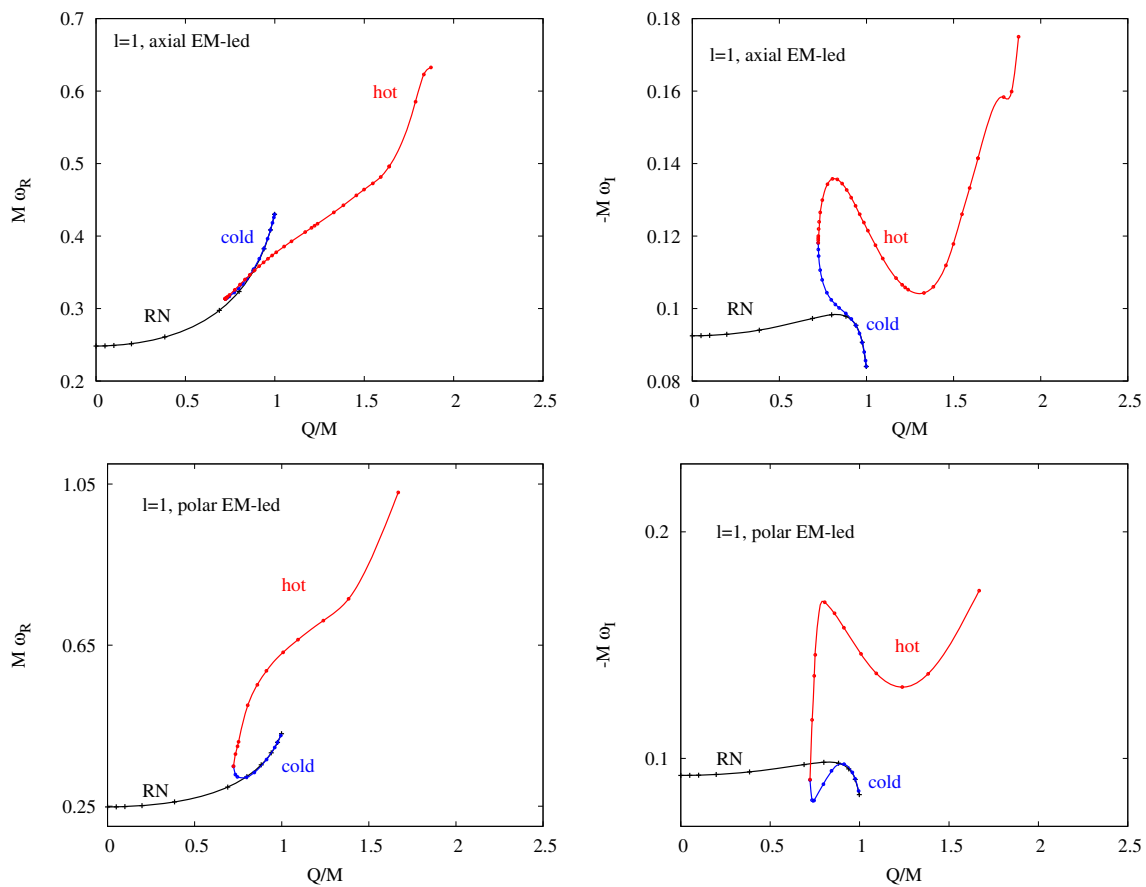 0.7
0.6
0.5
0.4
0.3
0.2
M ω_R
l=1, axial EM-led
hot
cold
RN
0 0.5 1 1.5 2 2.5
Q/M
0.18
0.16
0.14
0.12
0.1
0.08
-M ω_I
l=1, axial EM-led
hot
RN
cold
0 0.5 1 1.5 2 2.5
Q/M
1.05
0.65
0.25
M ω_R
l=1, polar EM-led
hot
cold
RN
0 0.5 1 1.5 2 2.5
Q/M
0.2
0.1
-M ω_I
l=1, polar EM-led
hot
RN
cold
0 0.5 1 1.5 2 2.5
Q/M